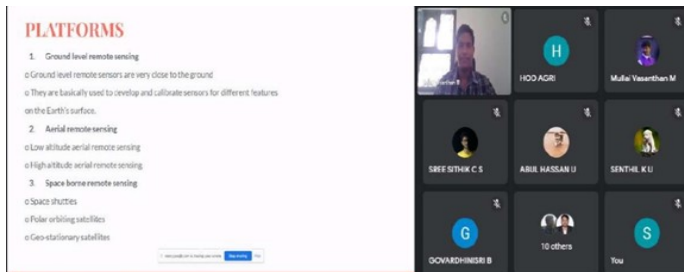 PLATFORMS
1. Ground level remote sensing
o Ground level remote sensors are very close to the ground
o They are basically used to develop and calibrate sensors for different features
on the Earth's surface.
2. Aerial remote sensing
o Low altitude aerial remote sensing
o High altitude aerial remote sensing
3. Space borne remote sensing
o Space shuttles
o Polar orbiting satellites
o Geo-stationary satellites
H
HOO AGRI
Mullai Vasanthan M
SREE SITHIK C S
ABUL HASSAN U
SENTHIL K U
G
GOVARDHINISRI B
10 others
S
You